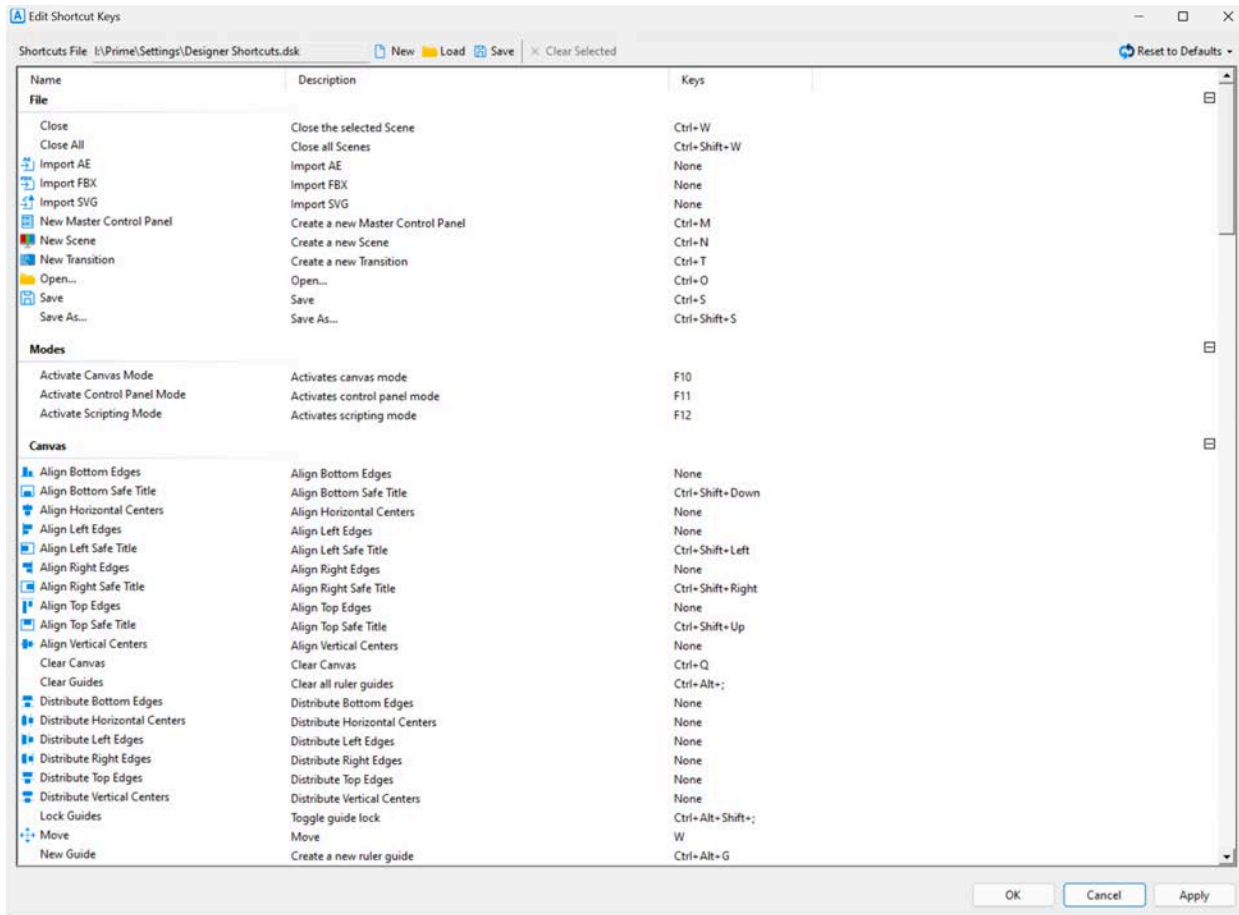 Edit Shortcut Keys
Shortcuts File I:\Prime\Settings\Designer Shortcuts.dsk New Load Save Clear Selected Reset to Defaults
Name Description Keys
File
Close Close the selected Scene Ctrl+W
Close All Close all Scenes Ctrl+Shift+W
Import AE Import AE None
Import FBX Import FBX None
Import SVG Import SVG None
New Master Control Panel Create a new Master Control Panel Ctrl+M
New Scene Create a new Scene Ctrl+N
New Transition Create a new Transition Ctrl+T
Open... Open... Ctrl+O
Save Save Ctrl+S
Save As... Save As... Ctrl+Shift+S
Modes
Activate Canvas Mode Activates canvas mode F10
Activate Control Panel Mode Activates control panel mode F11
Activate Scripting Mode Activates scripting mode F12
Canvas
Align Bottom Edges Align Bottom Edges None
Align Bottom Safe Title Align Bottom Safe Title Ctrl+Shift+Down
Align Horizontal Centers Align Horizontal Centers None
Align Left Edges Align Left Edges None
Align Left Safe Title Align Left Safe Title Ctrl+Shift+Left
Align Right Edges Align Right Edges None
Align Right Safe Title Align Right Safe Title Ctrl+Shift+Right
Align Top Edges Align Top Edges None
Align Top Safe Title Align Top Safe Title Ctrl+Shift+Up
Align Vertical Centers Align Vertical Centers None
Clear Canvas Clear Canvas Ctrl+Q
Clear Guides Clear all ruler guides Ctrl+Alt+;
Distribute Bottom Edges Distribute Bottom Edges None
Distribute Horizontal Centers Distribute Horizontal Centers None
Distribute Left Edges Distribute Left Edges None
Distribute Right Edges Distribute Right Edges None
Distribute Top Edges Distribute Top Edges None
Distribute Vertical Centers Distribute Vertical Centers None
Lock Guides Toggle guide lock Ctrl+Alt+Shift+;
Move Move W
New Guide Create a new ruler guide Ctrl+Alt+G
OK Cancel Apply